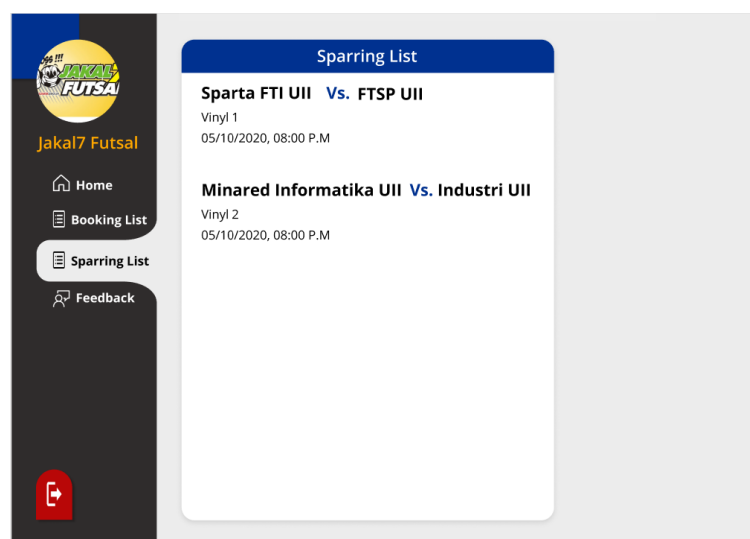 JAKAL7
FUTSAL
Jakal7 Futsal
Home
Booking List
Sparring List
Feedback
Sparring List
Sparta FTI UII Vs. FTSP UII
Vinyl 1
05/10/2020, 08:00 P.M
Minared Informatika UII Vs. Industri UII
Vinyl 2
05/10/2020, 08:00 P.M